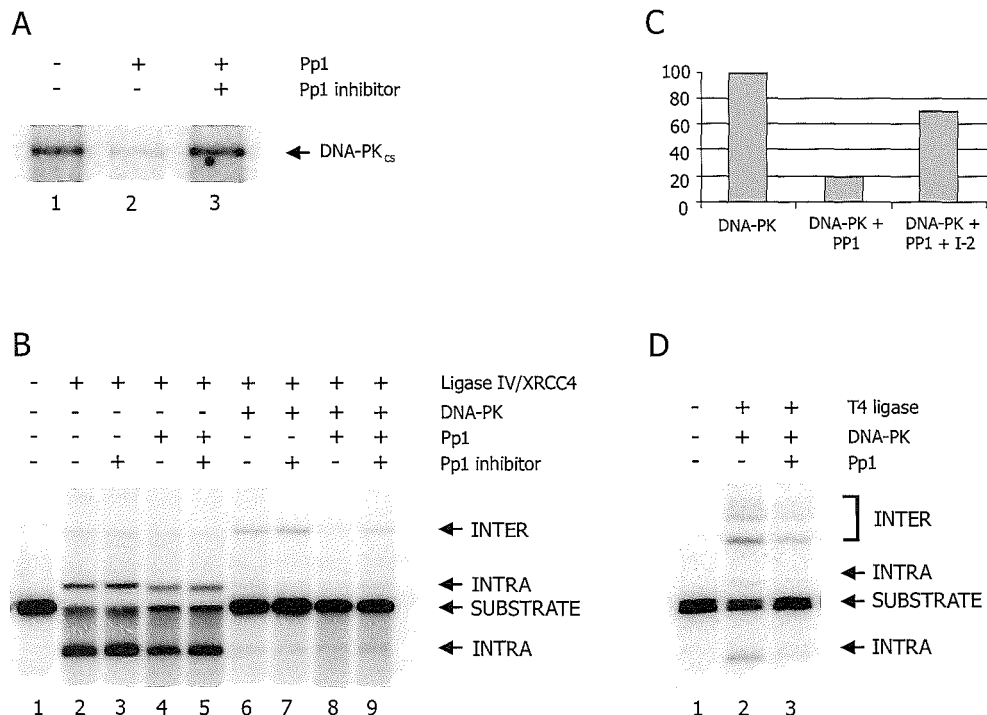 A
- + + Pp1
- - + Pp1 inhibitor
DNA-PKcs
1 2 3
C
100
80
60
40
20
0
DNA-PK
DNA-PK +
PP1
DNA-PK +
PP1 + I-2
B
- + + + + + + + + Ligase IV/XRCC4
- - - - - + + + + DNA-PK
- - - + + - - + + Pp1
- - + - + - + - + Pp1 inhibitor
INTER
INTRA
SUBSTRATE
INTRA
1 2 3 4 5 6 7 8 9
D
- + + T4 ligase
- + + DNA-PK
- - + Pp1
INTER
INTRA
SUBSTRATE
INTRA
1 2 3